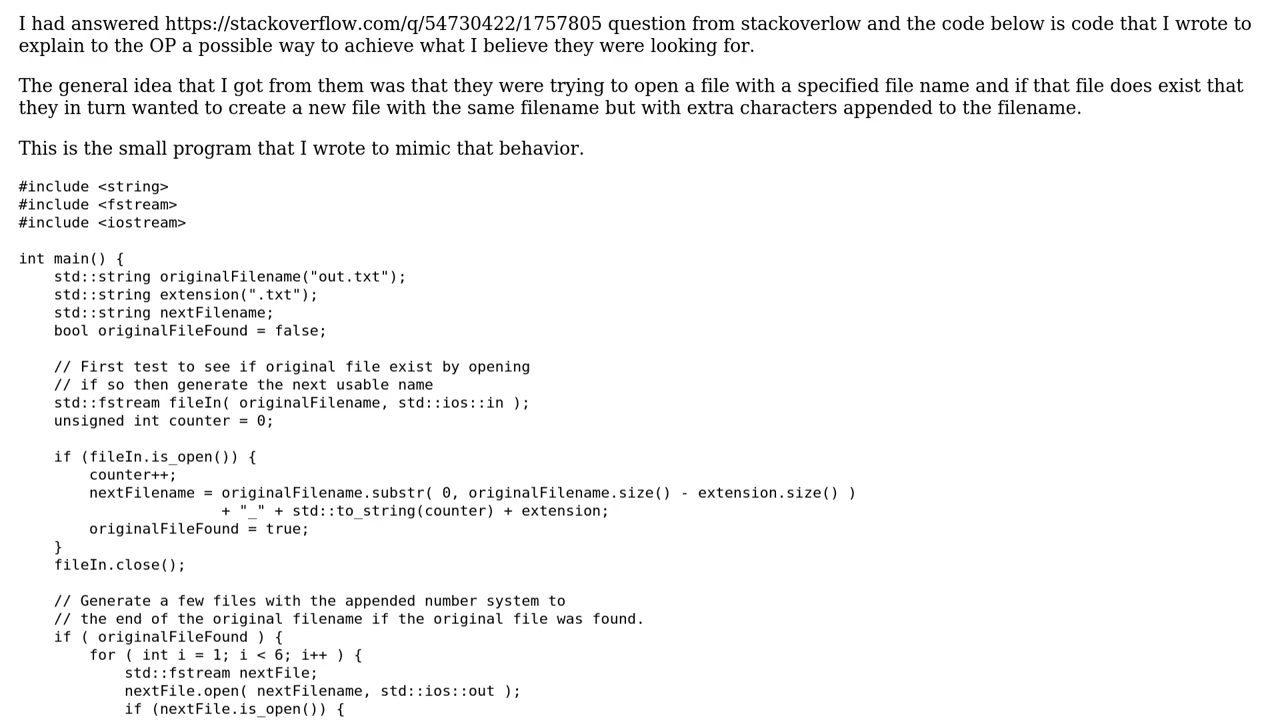 I had answered https://stackoverflow.com/q/54730422/1757805 question from stackoverlow and the code below is code that I wrote to
explain to the OP a possible way to achieve what I believe they were looking for.
The general idea that I got from them was that they were trying to open a file with a specified file name and if that file does exist that
they in turn wanted to create a new file with the same filename but with extra characters appended to the filename.
This is the small program that I wrote to mimic that behavior.
#include <string>
#include <fstream>
#include <iostream>
int main() {
    std::string originalFilename("out.txt");
    std::string extension(".txt");
    std::string nextFilename;
    bool originalFileFound = false;
    // First test to see if original file exist by opening
    // if so then generate the next usable name
    std::fstream fileIn( originalFilename, std::ios::in );
    unsigned int counter = 0;
    if (fileIn.is_open()) {
        counter++;
        nextFilename = originalFilename.substr( 0, originalFilename.size() - extension.size() )
                       + "_" + std::to_string(counter) + extension;
        originalFileFound = true;
    }
    fileIn.close();
    // Generate a few files with the appended number system to
    // the end of the original filename if the original file was found.
    if ( originalFileFound ) {
        for ( int i = 1; i < 6; i++ ) {
            std::fstream nextFile;
            nextFile.open( nextFilename, std::ios::out );
            if (nextFile.is_open()) {